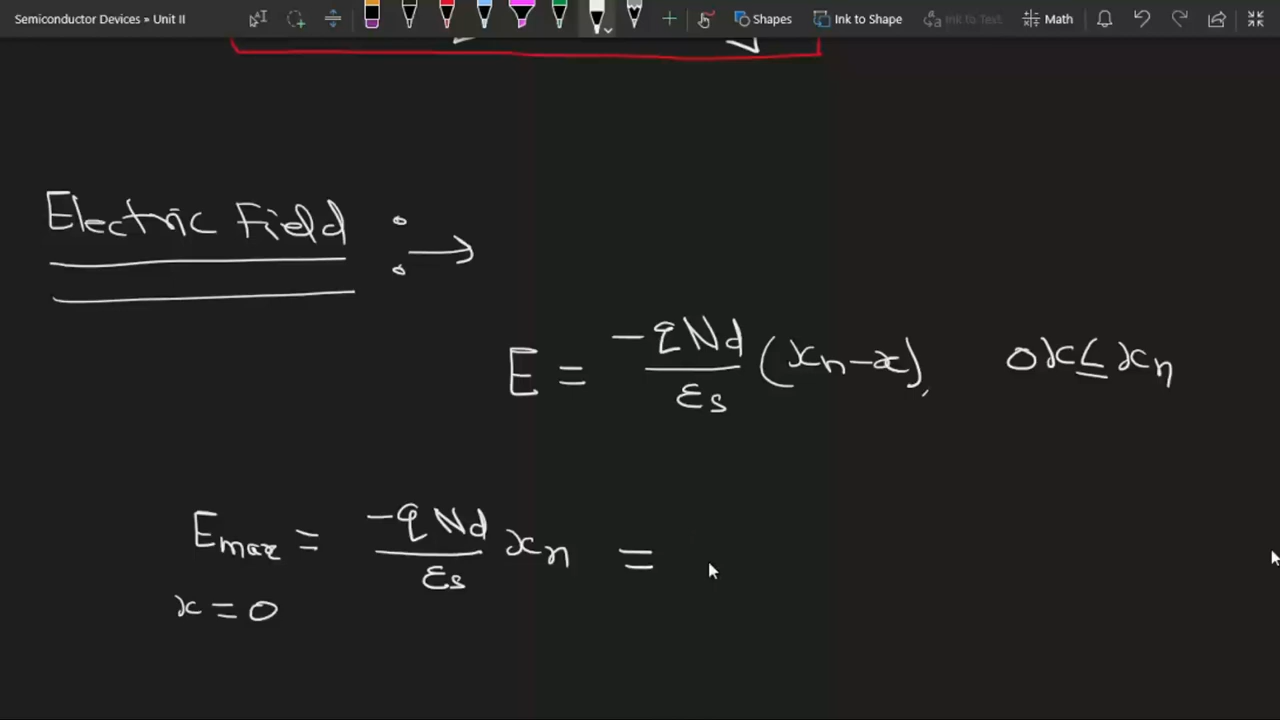 Semiconductor Devices » Unit II
Shapes
Ink to Shape
Ink to Text
Math
Electric Field :→
E = -qNd/εs (xn-x), 0x≤xn
Emax = -qNd/εs xn =
x=0